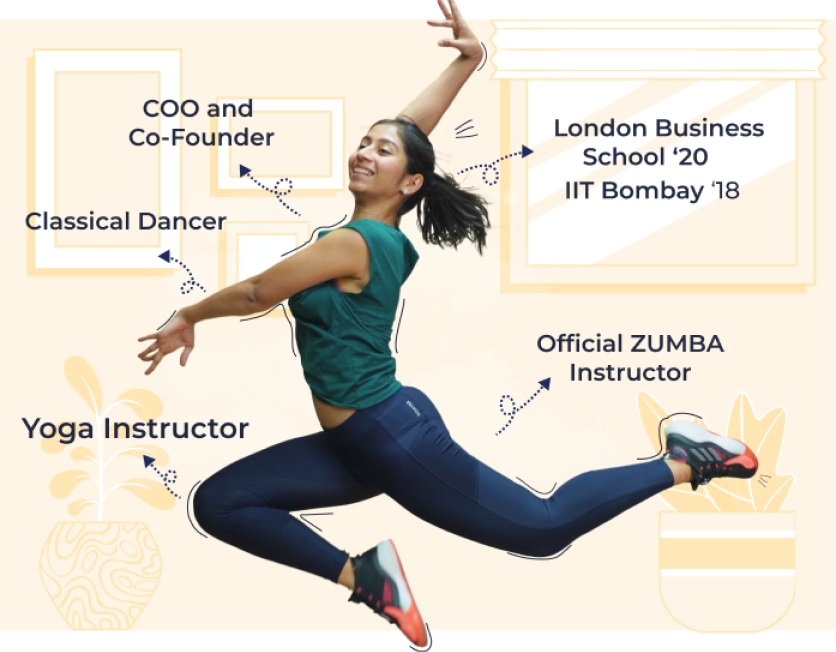 COO and
Co-Founder
London Business
School ‘20
IIT Bombay ‘18
Classical Dancer
Official ZUMBA
Instructor
Yoga Instructor